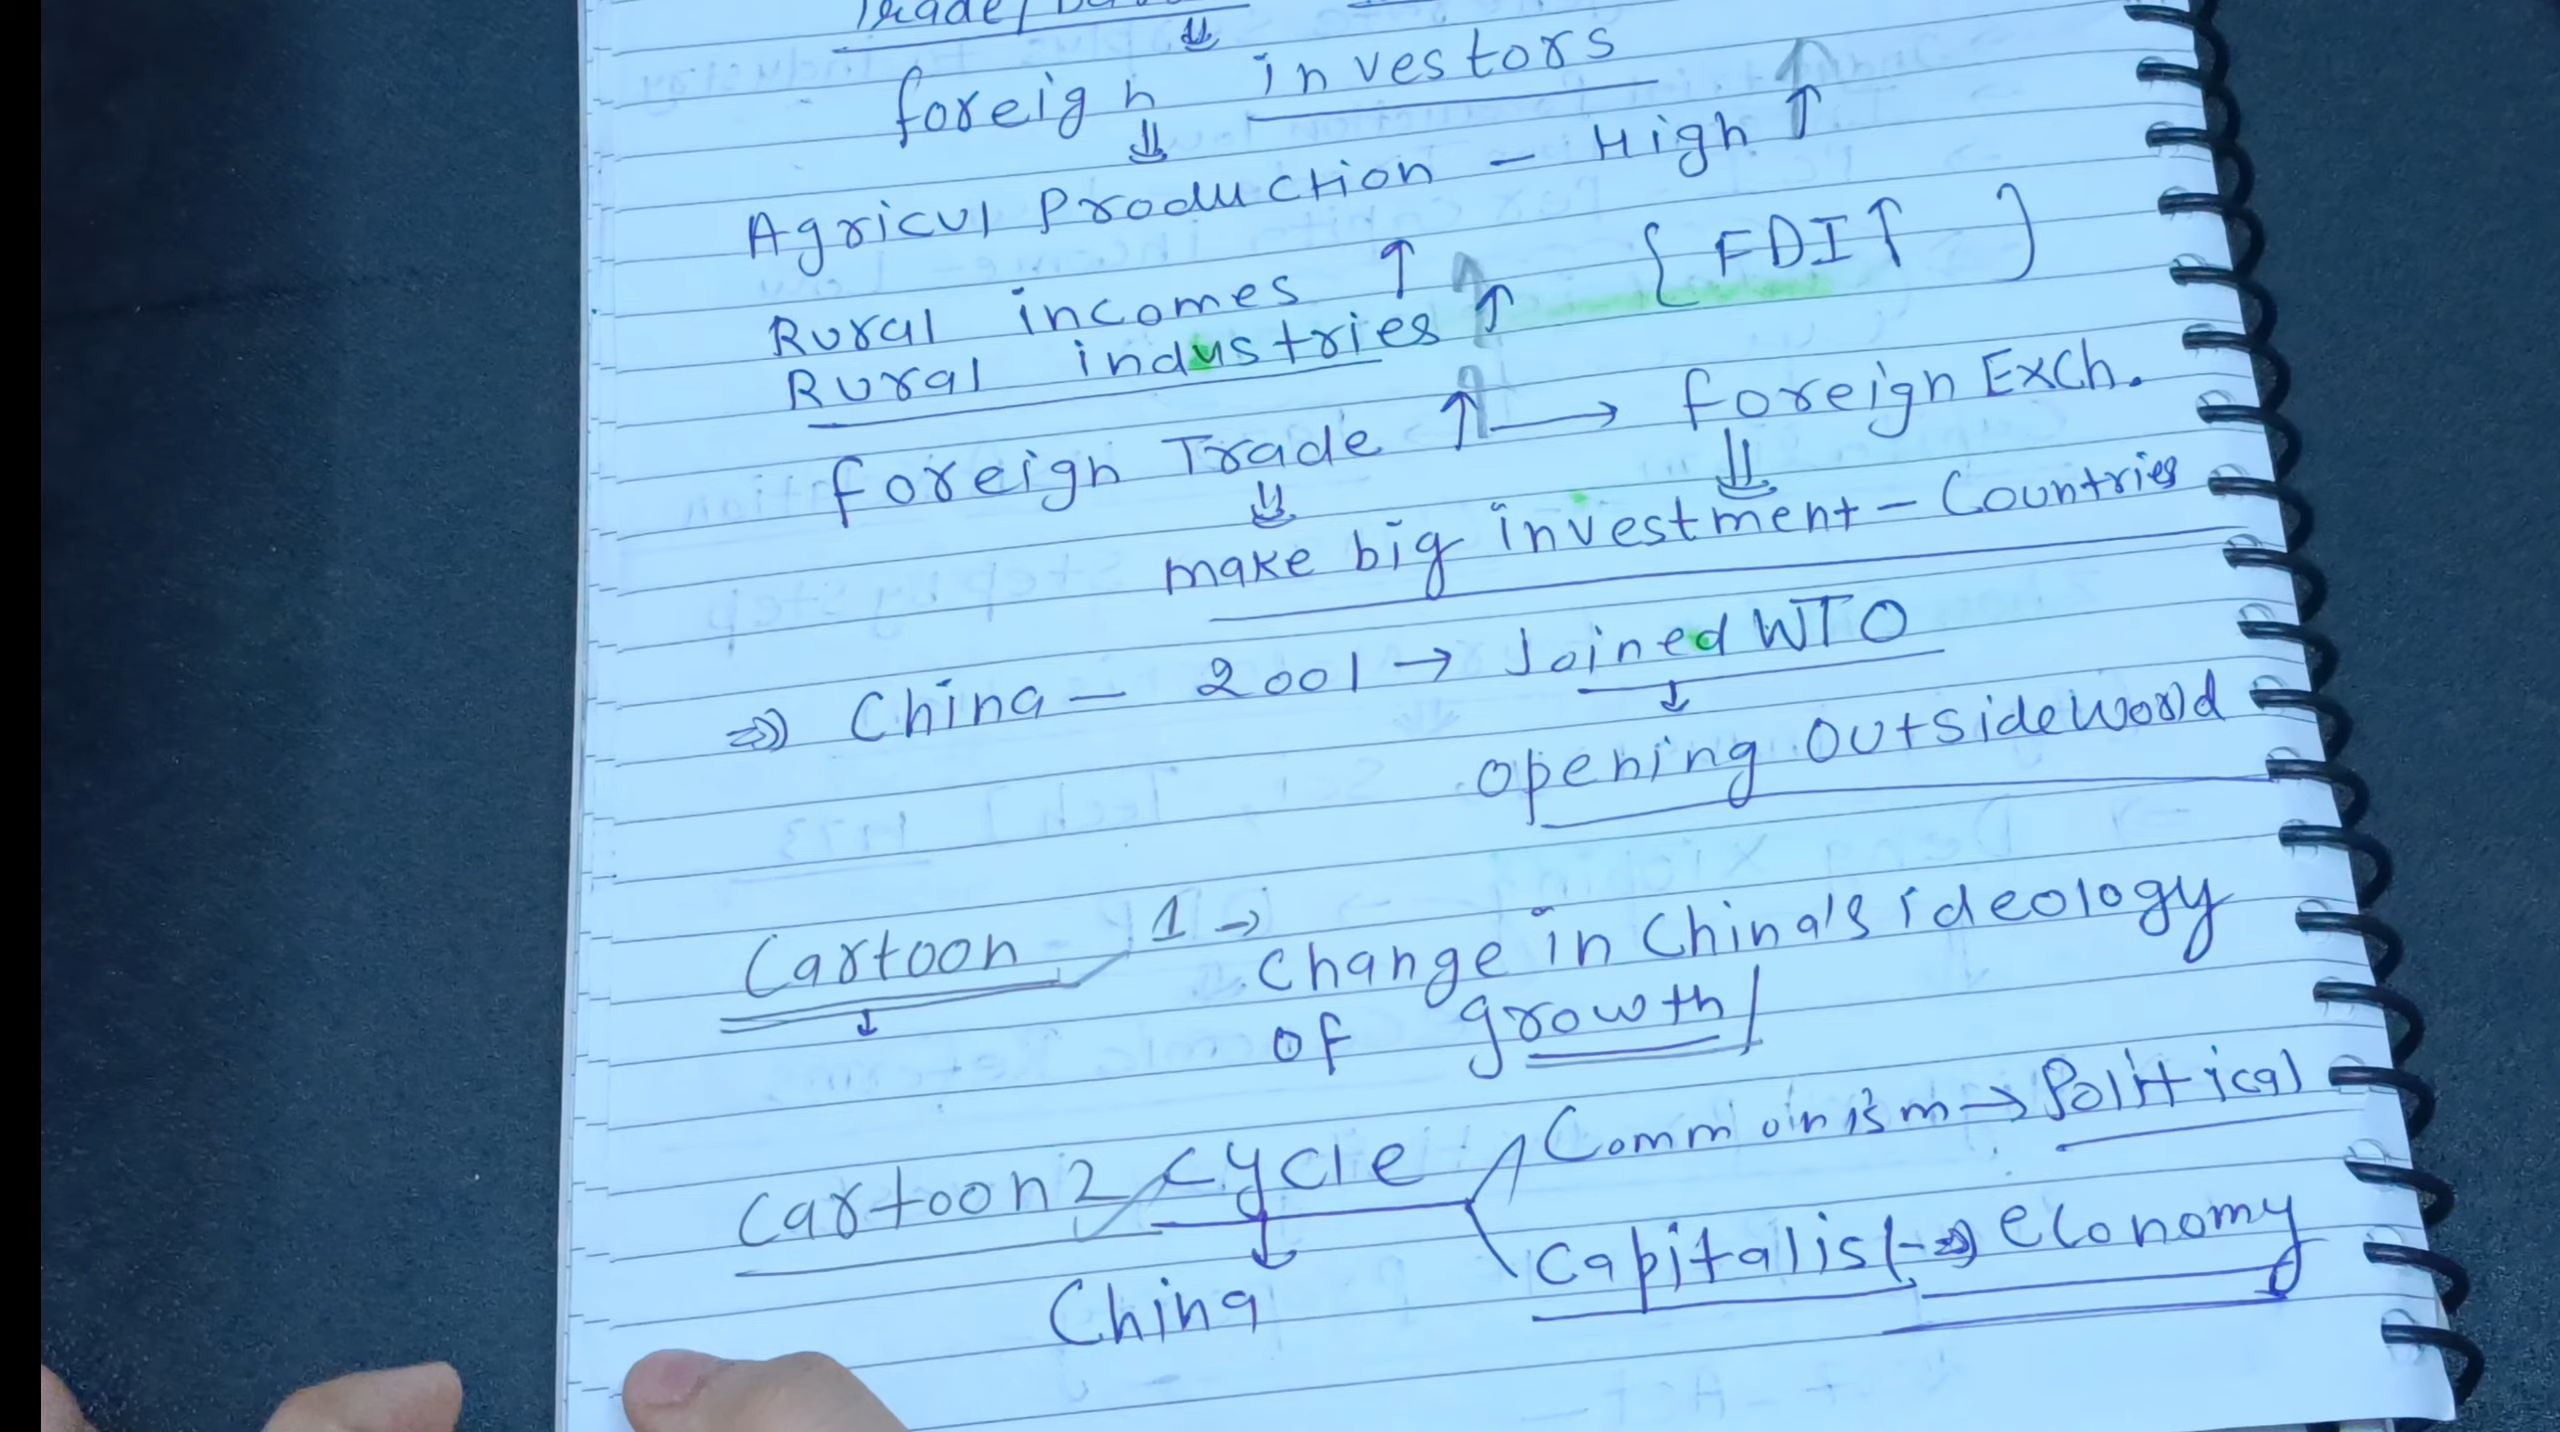 Trade/
⇓
foreign investors
⇓
Agricul Production - High ↑
Rural incomes ↑ { FDI↑ }
Rural industries ↑
foreign Trade ↑ → foreign Exch.
⇓ ⇓
make big investment - Countries
⇒ China - 2001 → Joined WTO
↓
opening outside world
Cartoon 1 →
↓
Change in China's ideology
of growth/
Cartoon 2 cycle Commoinism → Political
↓
China Capitalist → economy